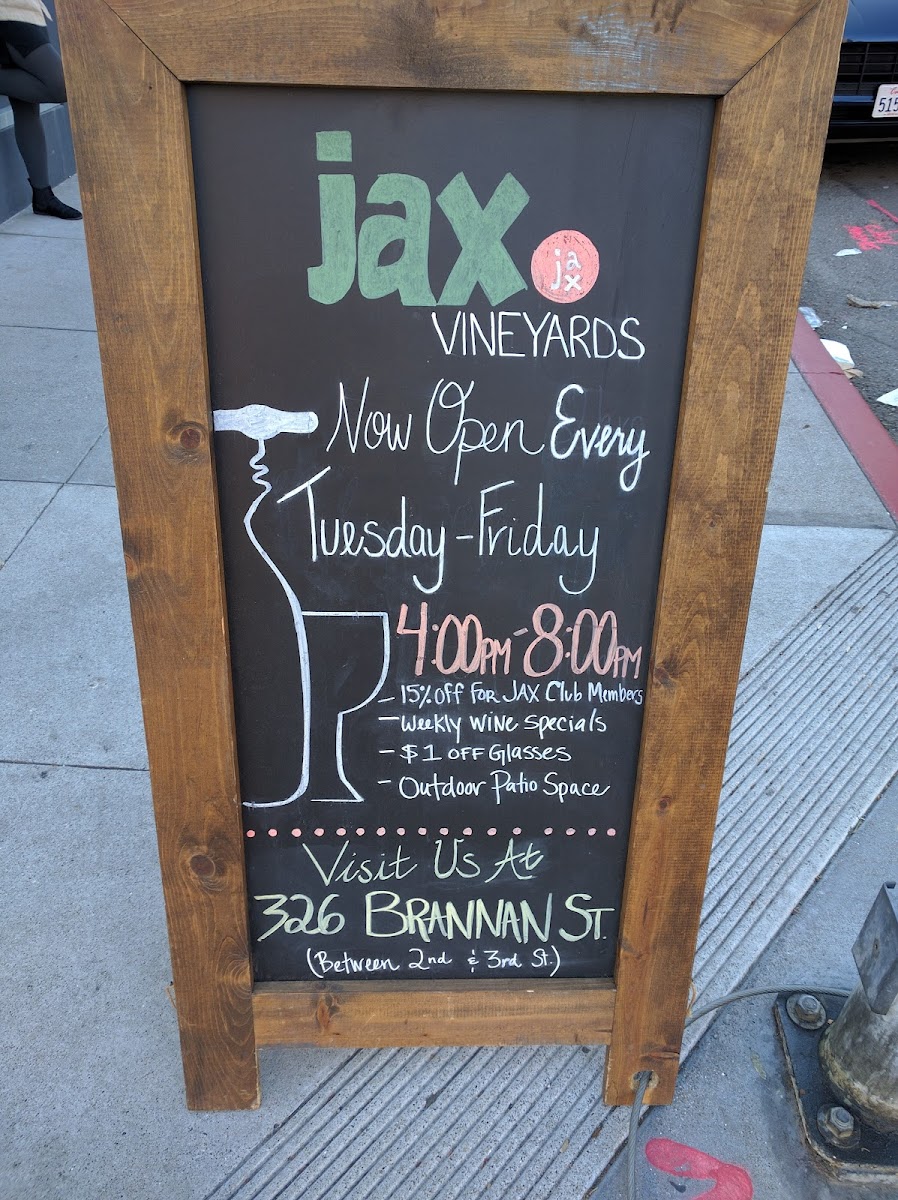 jax
jax
VINEYARDS
Now Open Every
Tuesday-Friday
4:00PM-8:00PM
- 15% off For JAX Club Members
- Weekly Wine Specials
- $1 OFF Glasses
- Outdoor Patio Space
Visit Us At
326 BRANNAN ST.
(Between 2nd & 3rd St.)
515